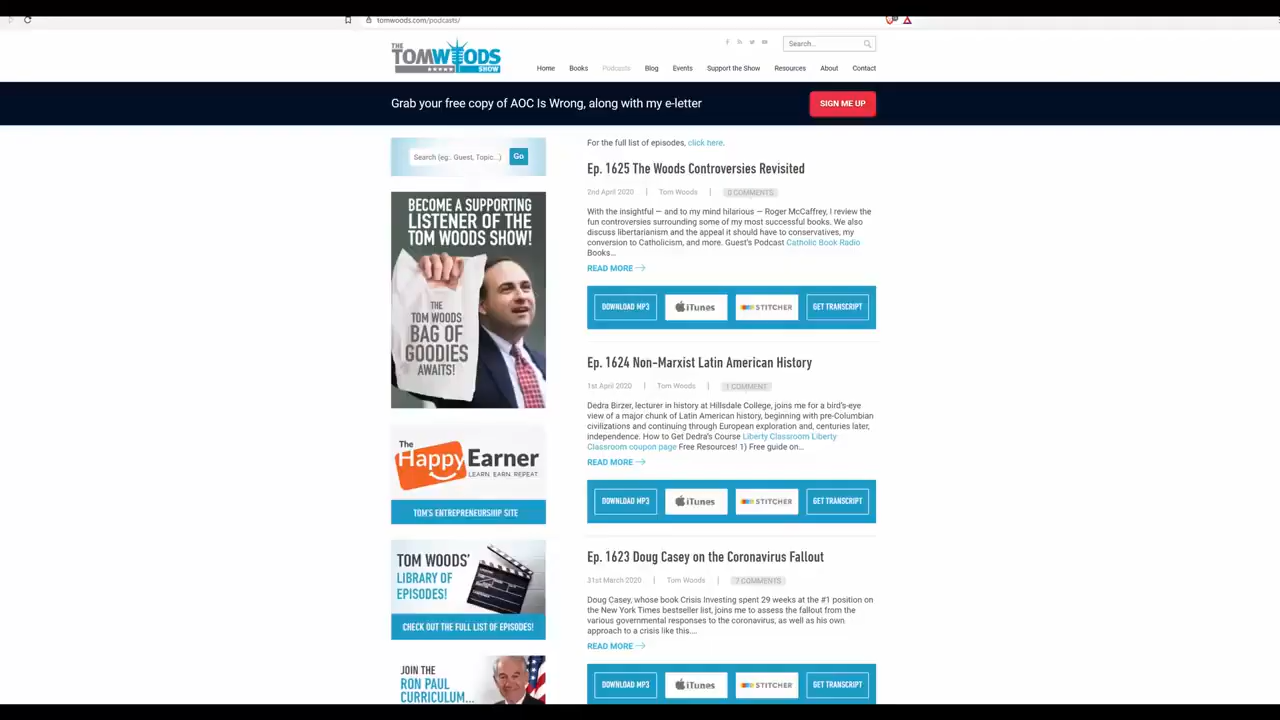 tomwoods.com/podcasts/
THE
TOM WOODS
SHOW
Search...
Home Books Podcasts Blog Events Support the Show Resources About Contact
Grab your free copy of AOC Is Wrong, along with my e-letter
SIGN ME UP
Search (eg.. Guest, Topic...)
Go
BECOME A SUPPORTING
LISTENER OF THE
TOM WOODS SHOW!
THE
TOM WOODS
BAG OF
GOODIES
AWAITS!
The
HappyEarner
LEARN. EARN. REPEAT.
TOM'S ENTREPRENEURSHIP SITE
TOM WOODS'
LIBRARY OF
EPISODES!
CHECK OUT THE FULL LIST OF EPISODES!
JOIN THE
RON PAUL
CURRICULUM...
For the full list of episodes, click here.
Ep. 1625 The Woods Controversies Revisited
2nd April 2020 | Tom Woods | 0 COMMENTS
With the insightful — and to my mind hilarious — Roger McCaffrey, I review the
fun controversies surrounding some of my most successful books. We also
discuss libertarianism and the appeal it should have to conservatives, my
conversion to Catholicism, and more. Guest's Podcast Catholic Book Radio
Books...
READ MORE
DOWNLOAD MP3 iTunes STITCHER GET TRANSCRIPT
Ep. 1624 Non-Marxist Latin American History
1st April 2020 | Tom Woods | 1 COMMENT
Dedra Birzer, lecturer in history at Hillsdale College, joins me for a bird's-eye
view of a major chunk of Latin American history, beginning with pre-Columbian
civilizations and continuing through European exploration and, centuries later,
independence. How to Get Dedra's Course Liberty Classroom Liberty
Classroom coupon page Free Resources! 1) Free guide on...
READ MORE
DOWNLOAD MP3 iTunes STITCHER GET TRANSCRIPT
Ep. 1623 Doug Casey on the Coronavirus Fallout
31st March 2020 | Tom Woods | 7 COMMENTS
Doug Casey, whose book Crisis Investing spent 29 weeks at the #1 position on
the New York Times bestseller list, joins me to assess the fallout from the
various governmental responses to the coronavirus, as well as his own
approach to a crisis like this....
READ MORE
DOWNLOAD MP3 iTunes STITCHER GET TRANSCRIPT